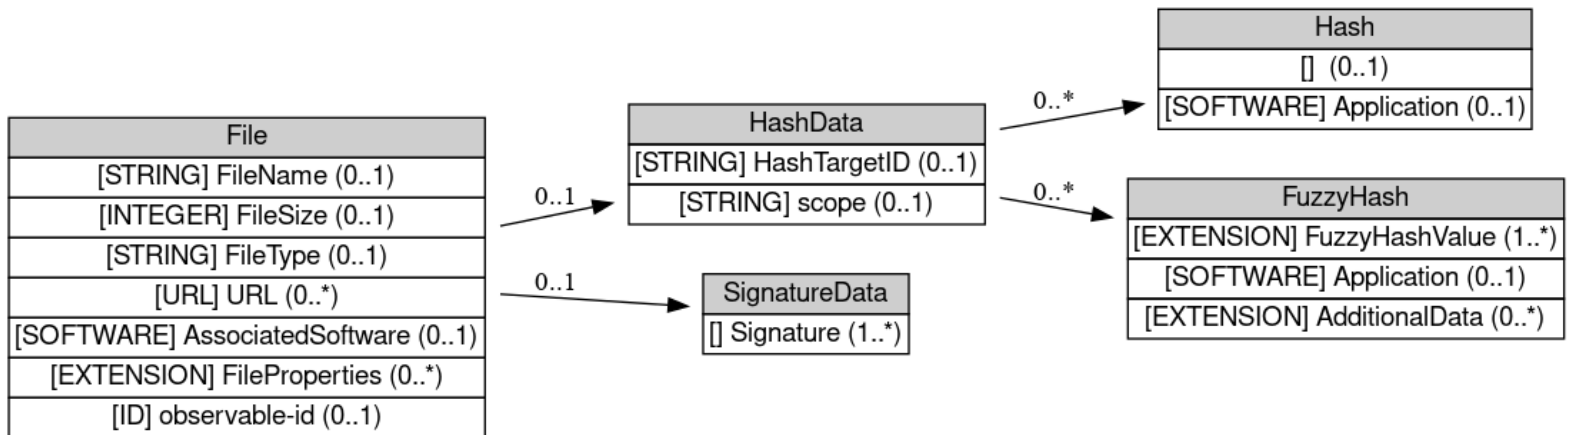 File
[STRING] FileName (0..1)
[INTEGER] FileSize (0..1)
[STRING] FileType (0..1)
[URL] URL (0..*)
[SOFTWARE] AssociatedSoftware (0..1)
[EXTENSION] FileProperties (0..*)
[ID] observable-id (0..1)
0..1
0..1
HashData
[STRING] HashTargetID (0..1)
[STRING] scope (0..1)
SignatureData
[] Signature (1..*)
0..*
0..*
Hash
[] (0..1)
[SOFTWARE] Application (0..1)
FuzzyHash
[EXTENSION] FuzzyHashValue (1..*)
[SOFTWARE] Application (0..1)
[EXTENSION] AdditionalData (0..*)